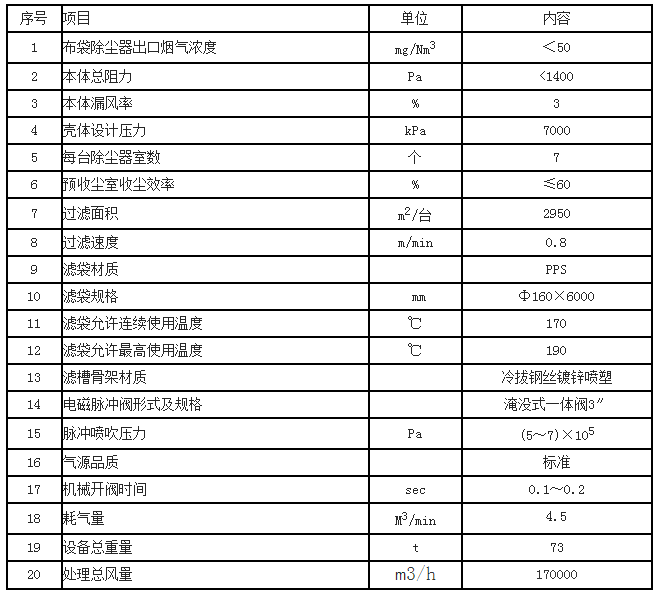 序号 项目 单位 内容
1 布袋除尘器出口烟气浓度 mg/Nm³ <50
2 本体总阻力 Pa <1400
3 本体漏风率 % 3
4 壳体设计压力 kPa 7000
5 每台除尘器室数 个 7
6 预收尘室收尘效率 % ≤60
7 过滤面积 m²/台 2950
8 过滤速度 m/min 0.8
9 滤袋材质 PPS
10 滤袋规格 mm Φ160×6000
11 滤袋允许连续使用温度 ℃ 170
12 滤袋允许最高使用温度 ℃ 190
13 滤槽骨架材质 冷拔钢丝镀锌喷塑
14 电磁脉冲阀形式及规格 淹没式一体阀3″
15 脉冲喷吹压力 Pa (5～7)×10⁵
16 气源品质 标准
17 机械开阀时间 sec 0.1～0.2
18 耗气量 M³/min 4.5
19 设备总重量 t 73
20 处理总风量 m3/h 170000